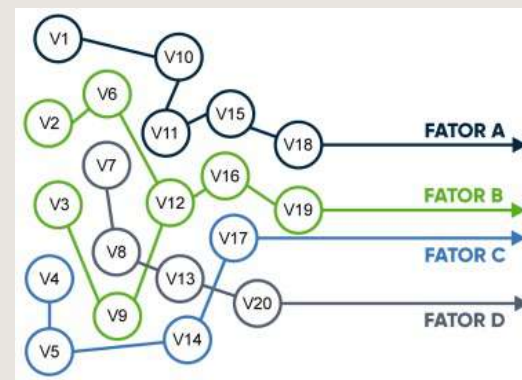 V1
V10
V6
V2
V11
V15
V18
FATOR A
V7
V3
V12
V16
V19
FATOR B
V8
V17
FATOR C
V4
V13
V20
FATOR D
V9
V5
V14